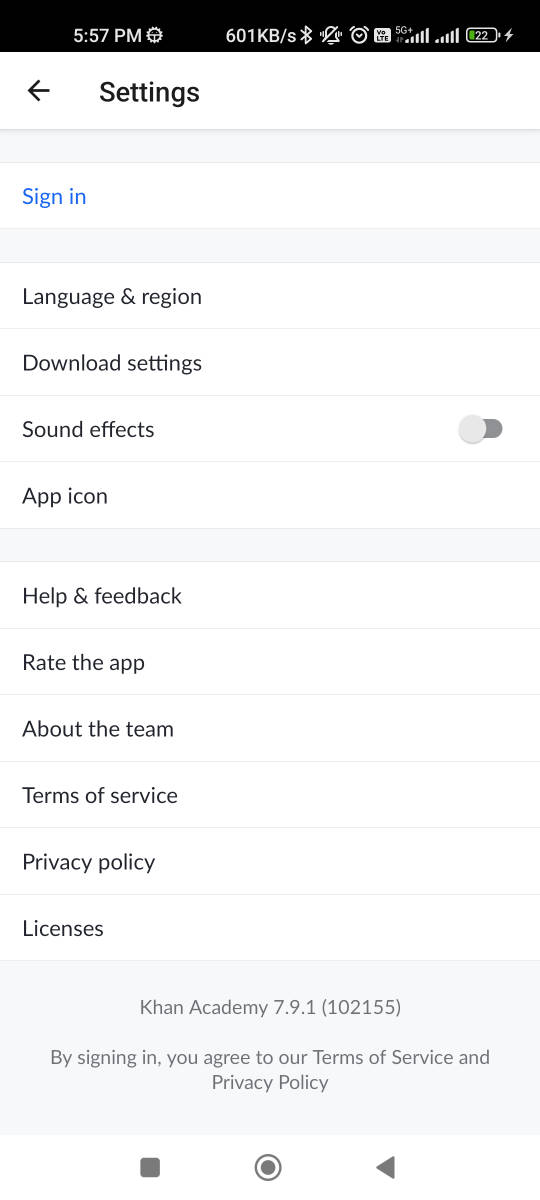 5:57 PM 601KB/s VO LTE 5G+ 22
Settings
Sign in
Language & region
Download settings
Sound effects
App icon
Help & feedback
Rate the app
About the team
Terms of service
Privacy policy
Licenses
Khan Academy 7.9.1 (102155)
By signing in, you agree to our Terms of Service and
Privacy Policy